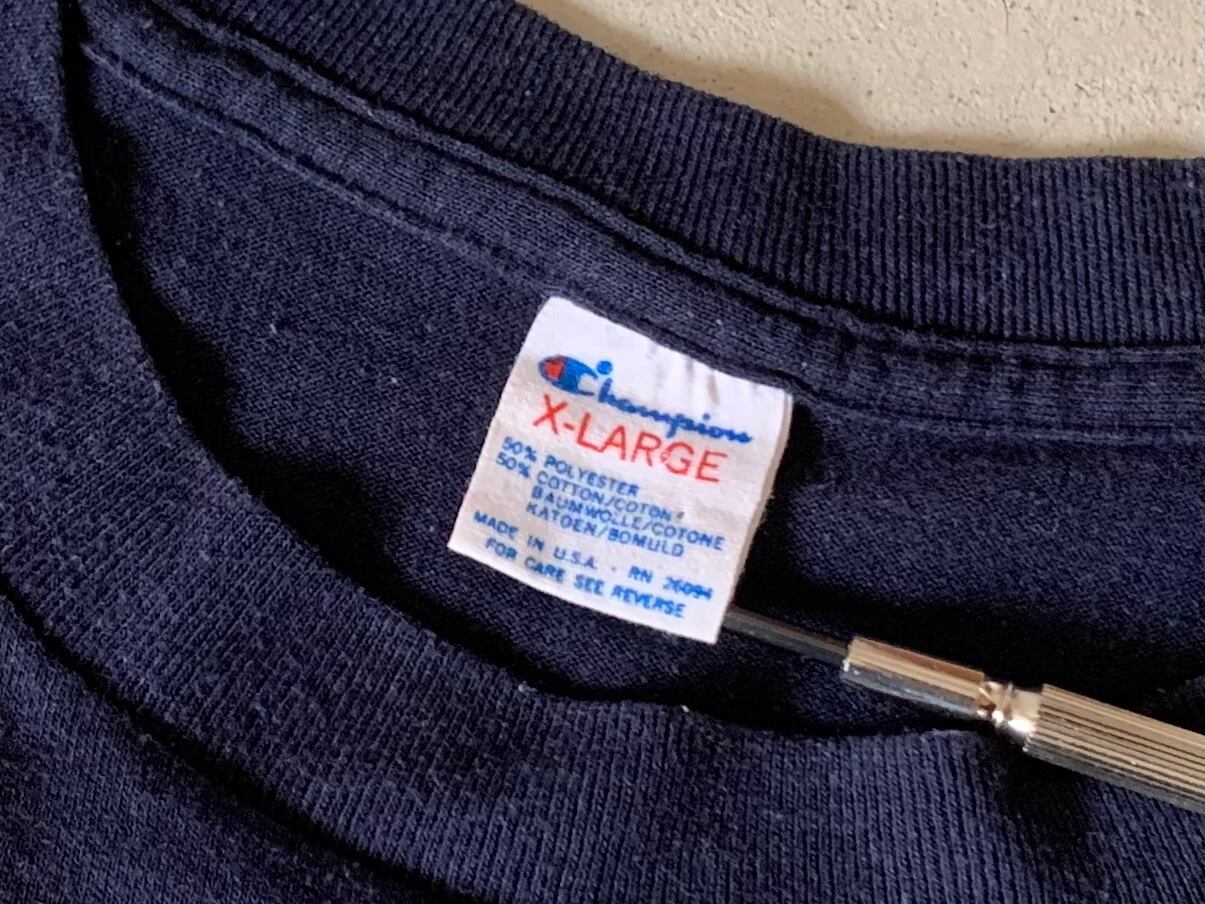 Champion
X-LARGE
50% POLYESTER
50% COTTON/COTON
BAUMWOLLE/COTONE
KATOEN/BOMULD
MADE IN U.S.A. · RN 26094
FOR CARE SEE REVERSE